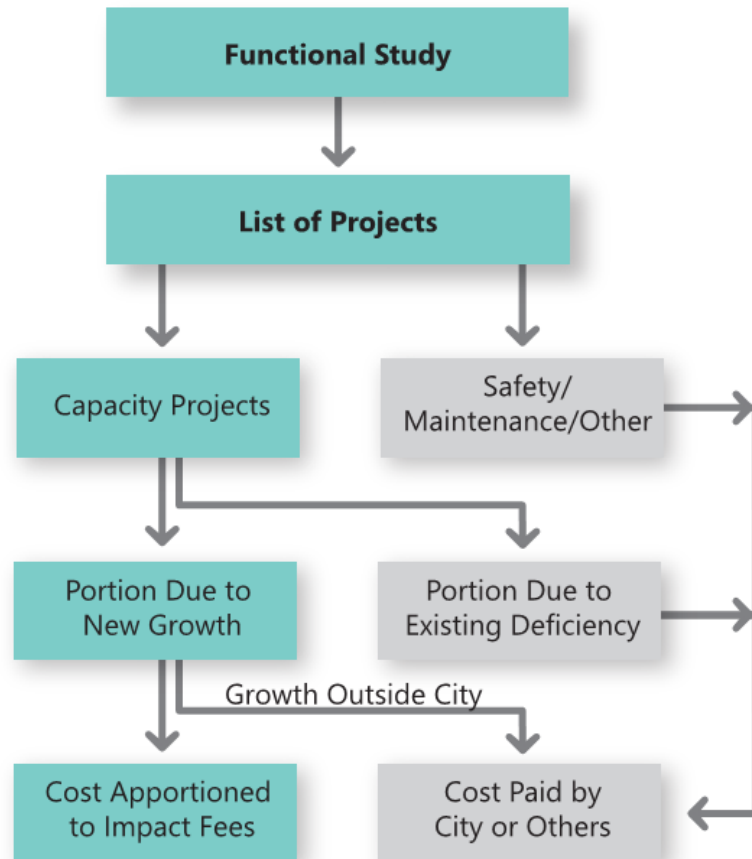 Functional Study
List of Projects
Capacity Projects
Safety/
Maintenance/Other
Portion Due to
New Growth
Portion Due to
Existing Deficiency
Growth Outside City
Cost Apportioned
to Impact Fees
Cost Paid by
City or Others